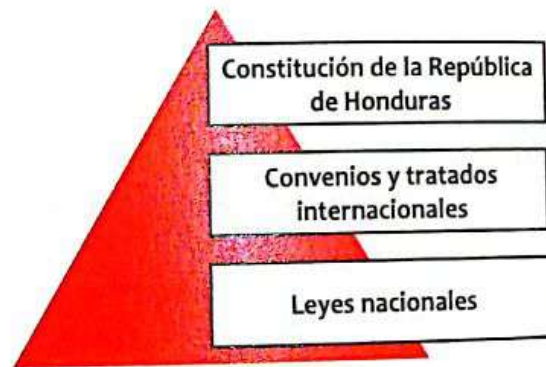 Constitución de la República
de Honduras
Convenios y tratados
internacionales
Leyes nacionales